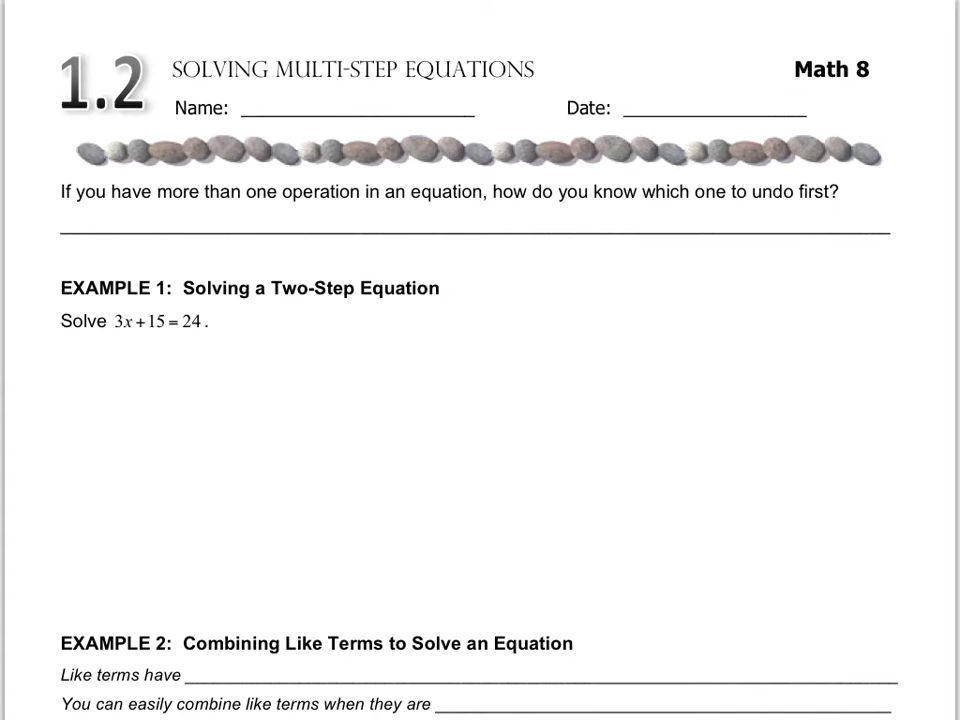 1.2 SOLVING MULTI-STEP EQUATIONS Math 8
Name: ______________________ Date: _________________
If you have more than one operation in an equation, how do you know which one to undo first?
______________________________________________________________________________
EXAMPLE 1: Solving a Two-Step Equation
Solve 3x + 15 = 24 .
EXAMPLE 2: Combining Like Terms to Solve an Equation
Like terms have ___________________________________________________________________
You can easily combine like terms when they are ___________________________________________